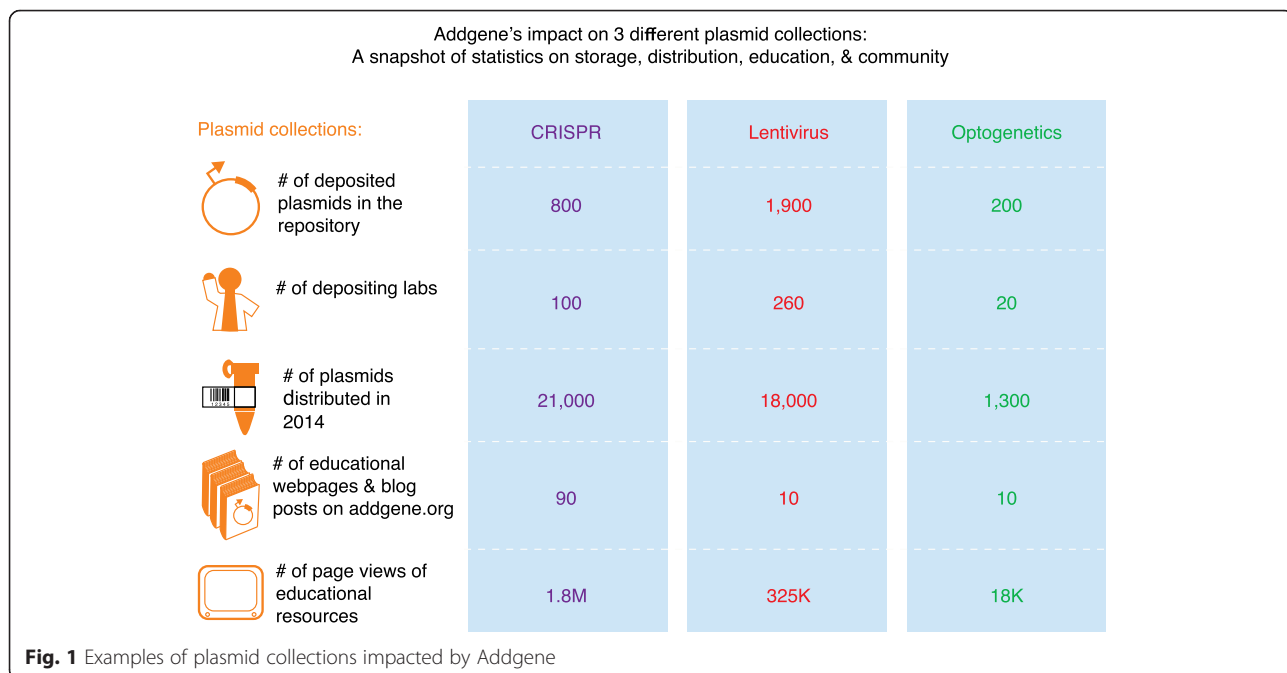 Addgene's impact on 3 different plasmid collections:
A snapshot of statistics on storage, distribution, education, & community
Plasmid collections:
CRISPR
Lentivirus
Optogenetics
# of deposited
plasmids in the
repository
800
1,900
200
# of depositing labs
100
260
20
# of plasmids
distributed in
2014
12345
21,000
18,000
1,300
# of educational
webpages & blog
posts on addgene.org
90
10
10
# of page views of
educational
resources
1.8M
325K
18K
Fig. 1 Examples of plasmid collections impacted by Addgene